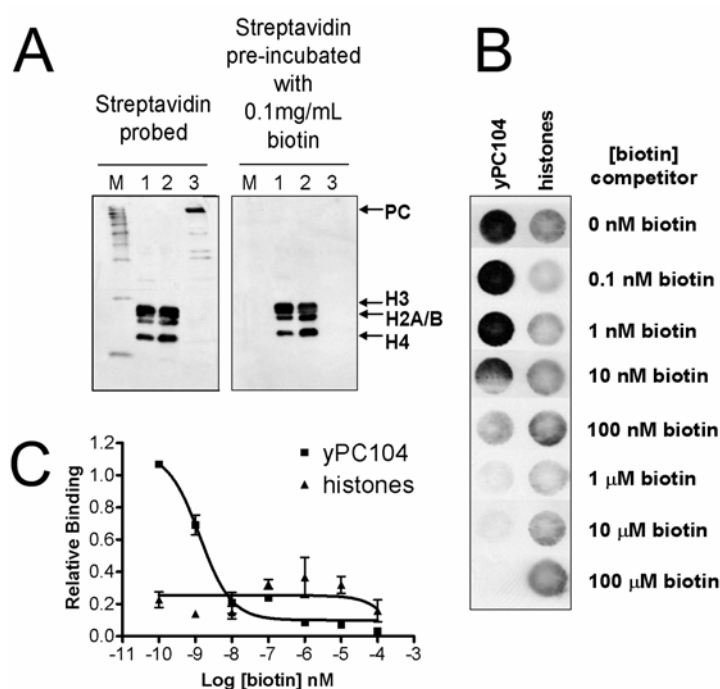 A
Streptavidin
probed
Streptavidin
pre-incubated
with
0.1mg/mL
biotin
M 1 2 3
M 1 2 3
PC
H3
H2A/B
H4
B
yPC104
histones
[biotin]
competitor
0 nM biotin
0.1 nM biotin
1 nM biotin
10 nM biotin
100 nM biotin
1 µM biotin
10 µM biotin
100 µM biotin
C
yPC104
histones
Relative Binding
1.2
1.0
0.8
0.6
0.4
0.2
0.0
-11 -10 -9 -8 -7 -6 -5 -4 -3
Log [biotin] nM